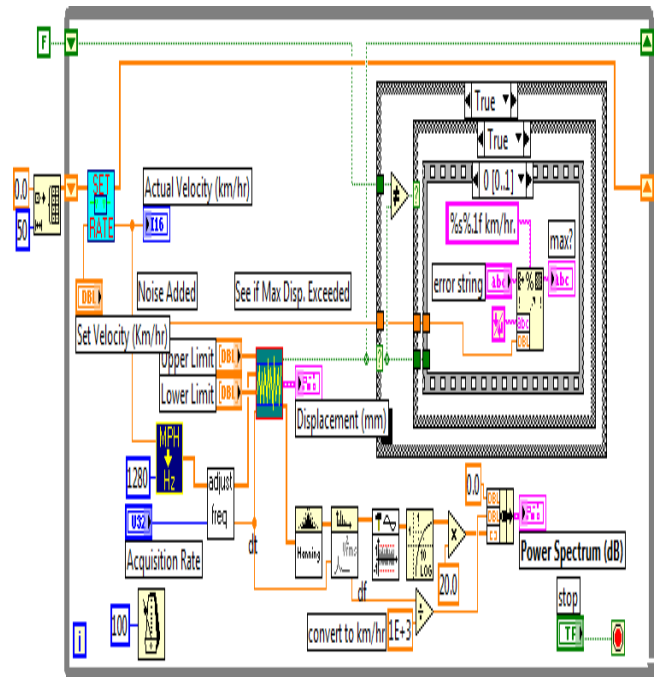 F
True
True
0 [0..1]
0.0
50
SET
RATE
Actual Velocity (km/hr)
I16
%s%.1f km/hr.
max?
error string
abc
abc
%
abc
DBL
DBL
Noise Added
See if Max Disp. Exceeded
Set Velocity (Km/hr)
Upper Limit
DBL
Lower Limit
DBL
?
Displacement (mm)
MPH
Hz
1280
adjust
freq
U32
Acquisition Rate
dt
Hanning
df
10
LOG
0.0
DBL
DBL
20.0
Power Spectrum (dB)
convert to km/hr
1E+3
stop
TF
100
i